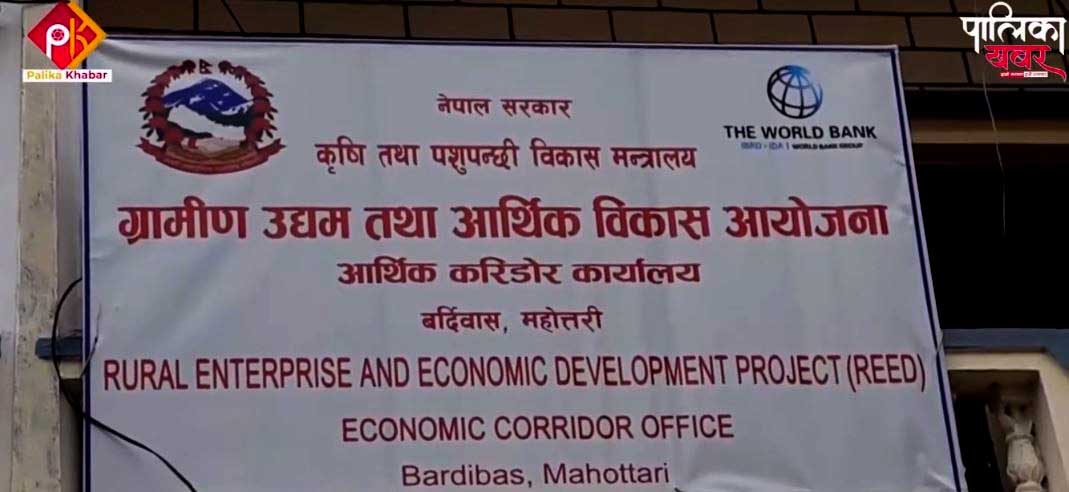 PK
Palika Khabar
पालिका
खबर
नेपाल सरकार
कृषि तथा पशुपन्छी विकास मन्त्रालय
THE WORLD BANK
IBRD • IDA | WORLD BANK GROUP
ग्रामीण उद्यम तथा आर्थिक विकास आयोजना
आर्थिक करिडोर कार्यालय
बर्दिवास, महोत्तरी
RURAL ENTERPRISE AND ECONOMIC DEVELOPMENT PROJECT (REED)
ECONOMIC CORRIDOR OFFICE
Bardibas, Mahottari